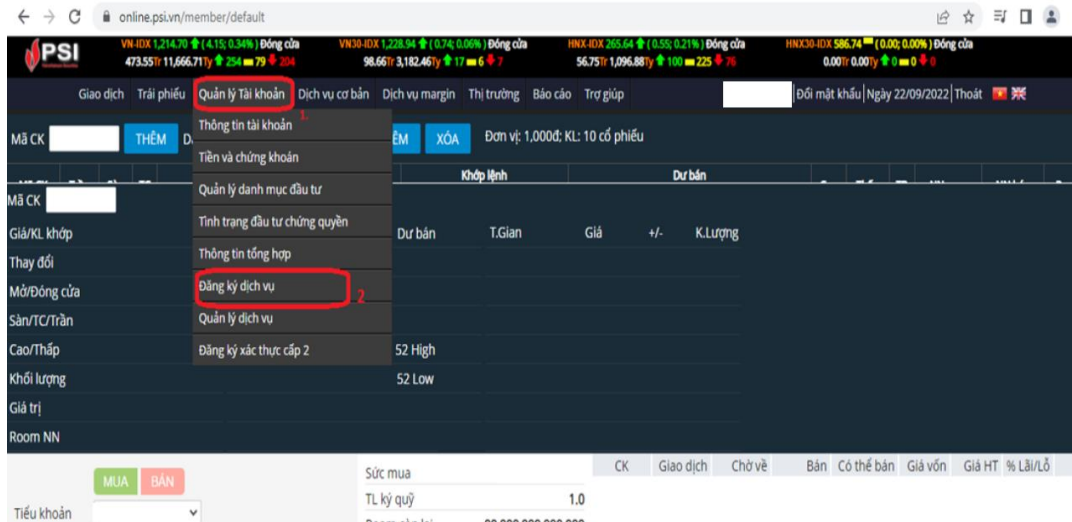 online.psi.vn/member/default
PSI
VN-IDX 1,214.70 (4.15; 0.34%) Đóng cửa VN30-IDX 1,228.94 (0.74; 0.06%) Đóng cửa HNX-IDX 265.64 (0.55; 0.21%) Đóng cửa HNX30-IDX 586.74 (0.00; 0.00%) Đóng cửa
473.55Tr 11,666.71Tỷ 254 79 204 98.66Tr 3,182.46Tỷ 17 6 7 56.75Tr 1,096.88Tỷ 100 225 76 0.00Tr 0.00Tỷ 0 0 0
Giao dịch Trái phiếu Quản lý Tài khoản Dịch vụ cơ bản Dịch vụ margin Thị trường Báo cáo Trợ giúp Đổi mật khẩu | Ngày 22/09/2022 | Thoát
1.
Thông tin tài khoản
Mã CK THÊM XÓA Đơn vị: 1,000đ; KL: 10 cổ phiếu
Tiền và chứng khoán
Khớp lệnh Dư bán
Quản lý danh mục đầu tư
Mã CK
Tình trạng đầu tư chứng quyền
Giá/KL khớp Dư bán T.Gian Giá +/- K.Lượng
Thông tin tổng hợp
Thay đổi
Đăng ký dịch vụ 2
Mở/Đóng cửa
Quản lý dịch vụ
Sàn/TC/Trần
Đăng ký xác thực cấp 2
Cao/Thấp 52 High
Khối lượng 52 Low
Giá trị
Room NN
MUA BÁN Sức mua CK Giao dịch Chờ về Bán Có thể bán Giá vốn Giá HT % Lãi/Lỗ
TL ký quỹ 1.0
Tiểu khoản